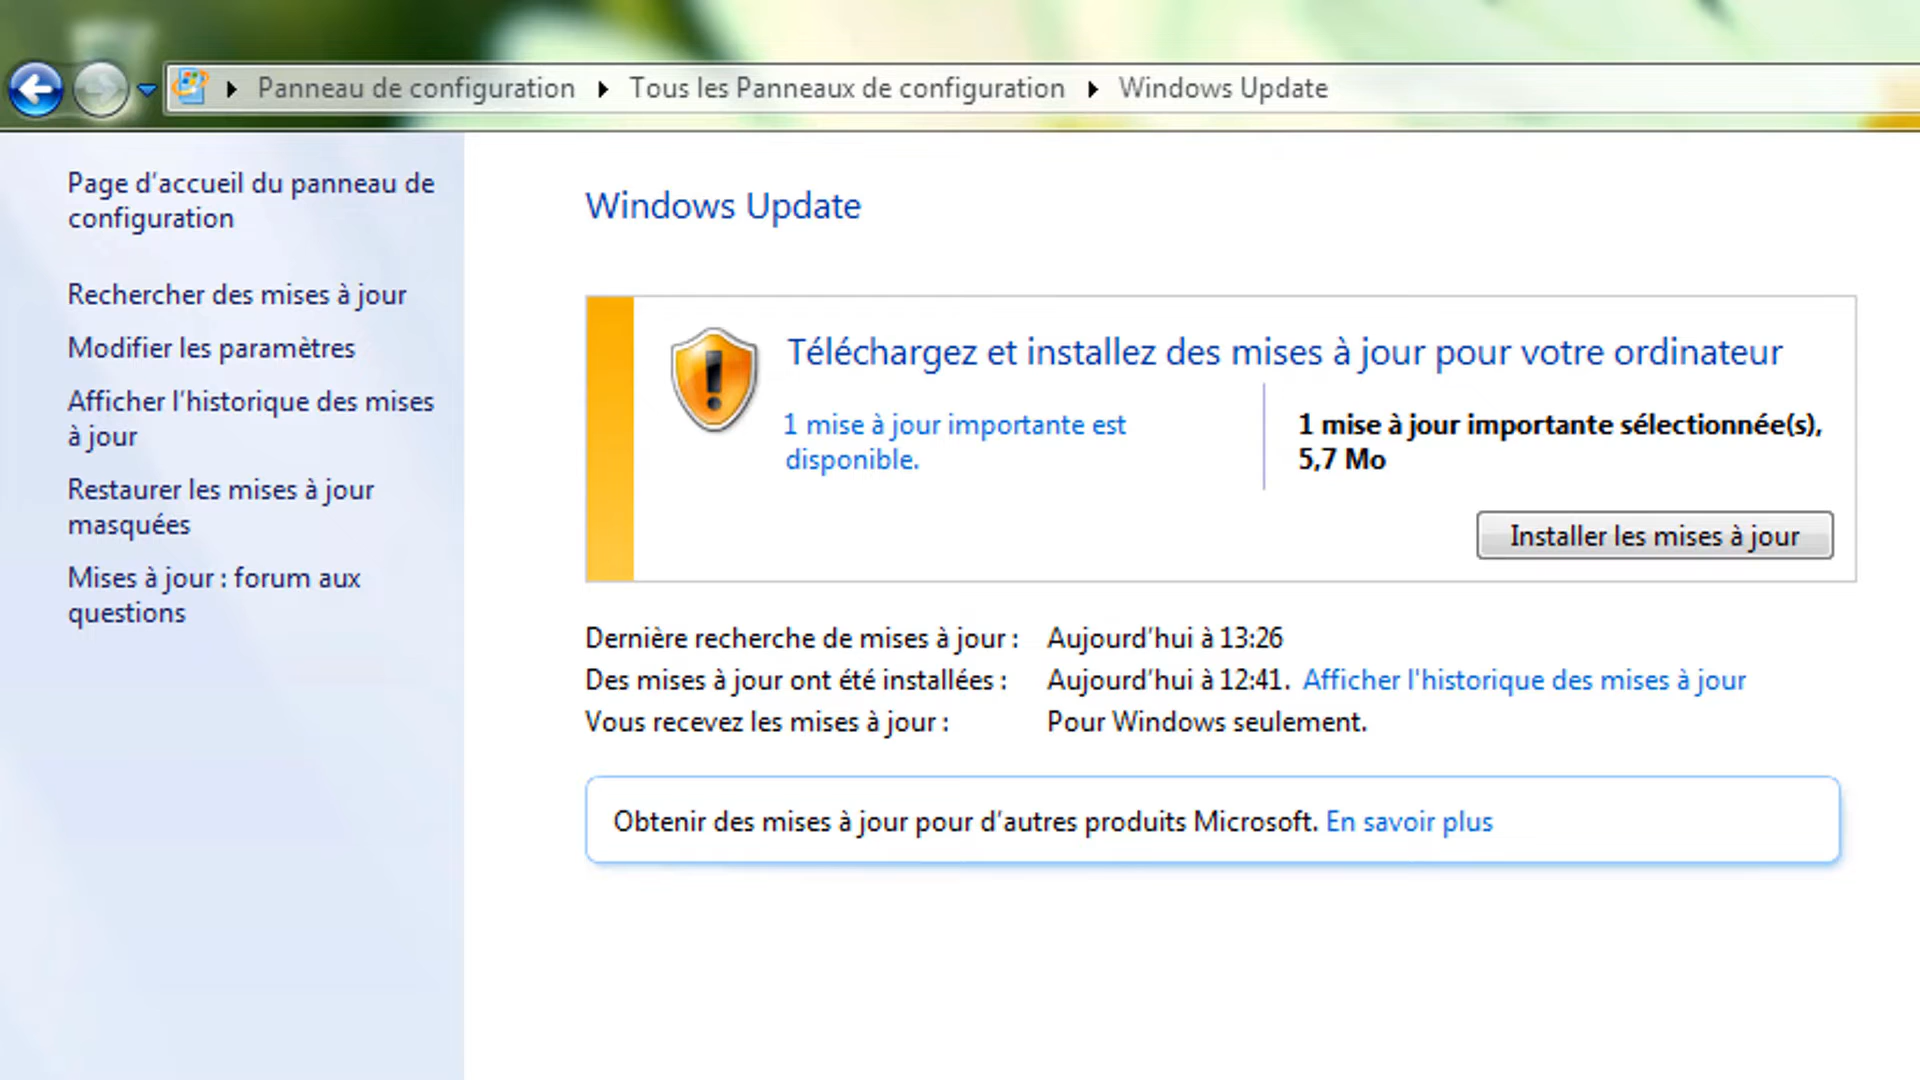 Panneau de configuration Tous les Panneaux de configuration Windows Update
Page d'accueil du panneau de
configuration
Rechercher des mises à jour
Modifier les paramètres
Afficher l'historique des mises
à jour
Restaurer les mises à jour
masquées
Mises à jour : forum aux
questions
Windows Update
Téléchargez et installez des mises à jour pour votre ordinateur
1 mise à jour importante est
disponible.
1 mise à jour importante sélectionnée(s),
5,7 Mo
Installer les mises à jour
Dernière recherche de mises à jour : Aujourd'hui à 13:26
Des mises à jour ont été installées : Aujourd'hui à 12:41. Afficher l'historique des mises à jour
Vous recevez les mises à jour : Pour Windows seulement.
Obtenir des mises à jour pour d'autres produits Microsoft. En savoir plus